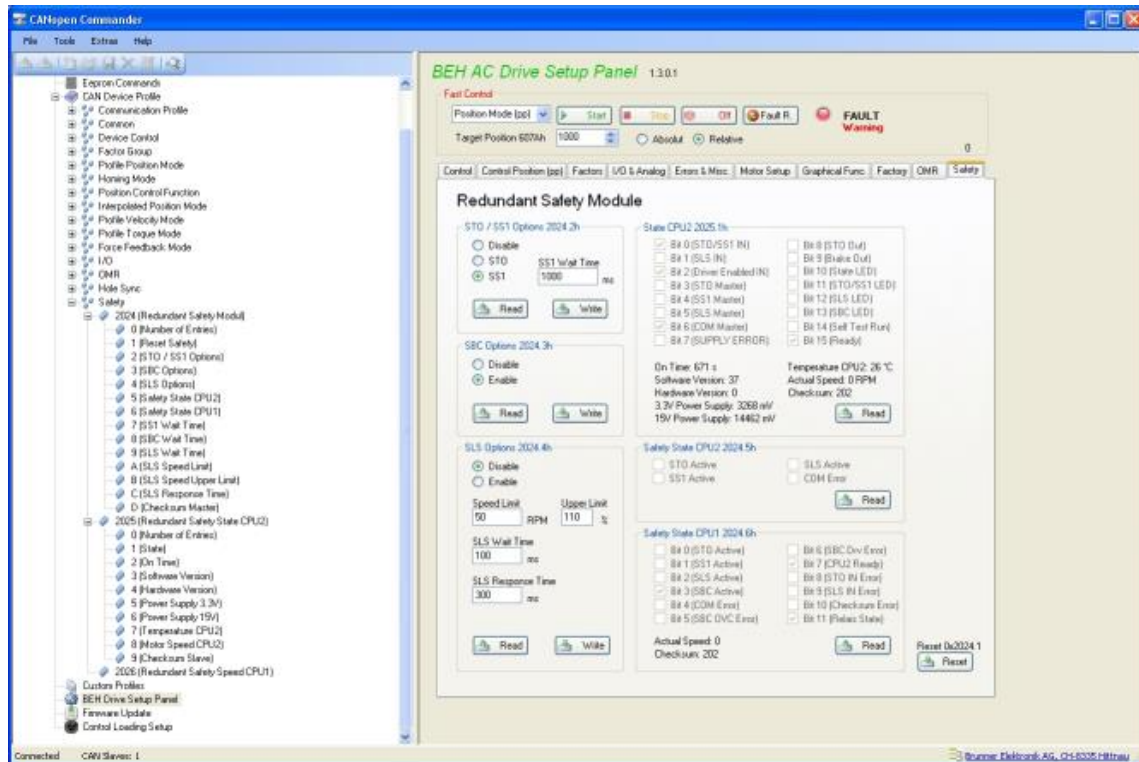 CANopen Commander
File Tools Extras Help
Eeprom Commands
CAN Device Profile
Communication Profile
Common
Device Control
Factor Group
Profile Position Mode
Homing Mode
Position Control Function
Interpolated Position Mode
Profile Velocity Mode
Profile Torque Mode
Force Feedback Mode
I/O
OMR
Hole Sync
Safety
2024 (Redundant Safety Modul)
0 (Number of Entries)
1 (Reset Safety)
2 (STO / SS1 Options)
3 (SBC Options)
4 (SLS Options)
5 (Safety State CPU2)
6 (Safety State CPU1)
7 (SS1 Wait Time)
8 (SBC Wait Time)
9 (SLS Wait Time)
A (SLS Speed Limit)
B (SLS Speed Upper Limit)
C (SLS Response Time)
D (Checksum Master)
2025 (Redundant Safety State CPU2)
0 (Number of Entries)
1 (State)
2 (On Time)
3 (Software Version)
4 (Hardware Version)
5 (Power Supply 3.3V)
6 (Power Supply 15V)
7 (Temperature CPU2)
8 (Motor Speed CPU2)
9 (Checksum Slave)
2026 (Redundant Safety Speed CPU1)
Custom Profiles
BEH Drive Setup Panel
Firmware Update
Control Loading Setup
BEH AC Drive Setup Panel 1.3.0.1
Fast Control
Position Mode (pp) Start Stop Off Fault R. FAULT
Warning
Target Position 607Ah 1000 Absolut Relative
0
Control Control Position (pp) Factors I/O & Analog Errors & Misc. Motor Setup Graphical Func. Factory OMR Safety
Redundant Safety Module
STO / SS1 Options 2024.2h
Disable
STO SS1 Wait Time
SS1 1000 ms
Read Write
SBC Options 2024.3h
Disable
Enable
Read Write
SLS Options 2024.4h
Disable
Enable
Speed Limit Upper Limit
50 RPM 110 %
SLS Wait Time
100 ms
SLS Response Time
300 ms
Read Write
State CPU2 2025.1h
Bit 0 (STO/SS1 IN) Bit 8 (STO Out)
Bit 1 (SLS IN) Bit 9 (Brake Out)
Bit 2 (Driver Enabled IN) Bit 10 (State LED)
Bit 3 (STO Master) Bit 11 (STO/SS1 LED)
Bit 4 (SS1 Master) Bit 12 (SLS LED)
Bit 5 (SLS Master) Bit 13 (SBC LED)
Bit 6 (COM Master) Bit 14 (Self Test Run)
Bit 7 (SUPPLY ERROR) Bit 15 (Ready)
On Time: 671 s Temperature CPU2: 26 °C
Software Version: 37 Actual Speed: 0 RPM
Hardware Version: 0 Checksum: 202
3.3V Power Supply: 3268 mV
15V Power Supply: 14462 mV Read
Safety State CPU2 2024.5h
STO Active SLS Active
SS1 Active COM Error
Read
Safety State CPU1 2024.6h
Bit 0 (STO Active) Bit 6 (SBC Drv Error)
Bit 1 (SS1 Active) Bit 7 (CPU2 Ready)
Bit 2 (SLS Active) Bit 8 (STO IN Error)
Bit 3 (SBC Active) Bit 9 (SLS IN Error)
Bit 4 (COM Error) Bit 10 (Checksum Error)
Bit 5 (SBC OVC Error) Bit 11 (Relais State)
Actual Speed: 0
Checksum: 202 Read
Reset 0x2024.1
Reset
Connected CAN Slaves: 1 Brunner Elektronik AG, CH-8335 Hittnau